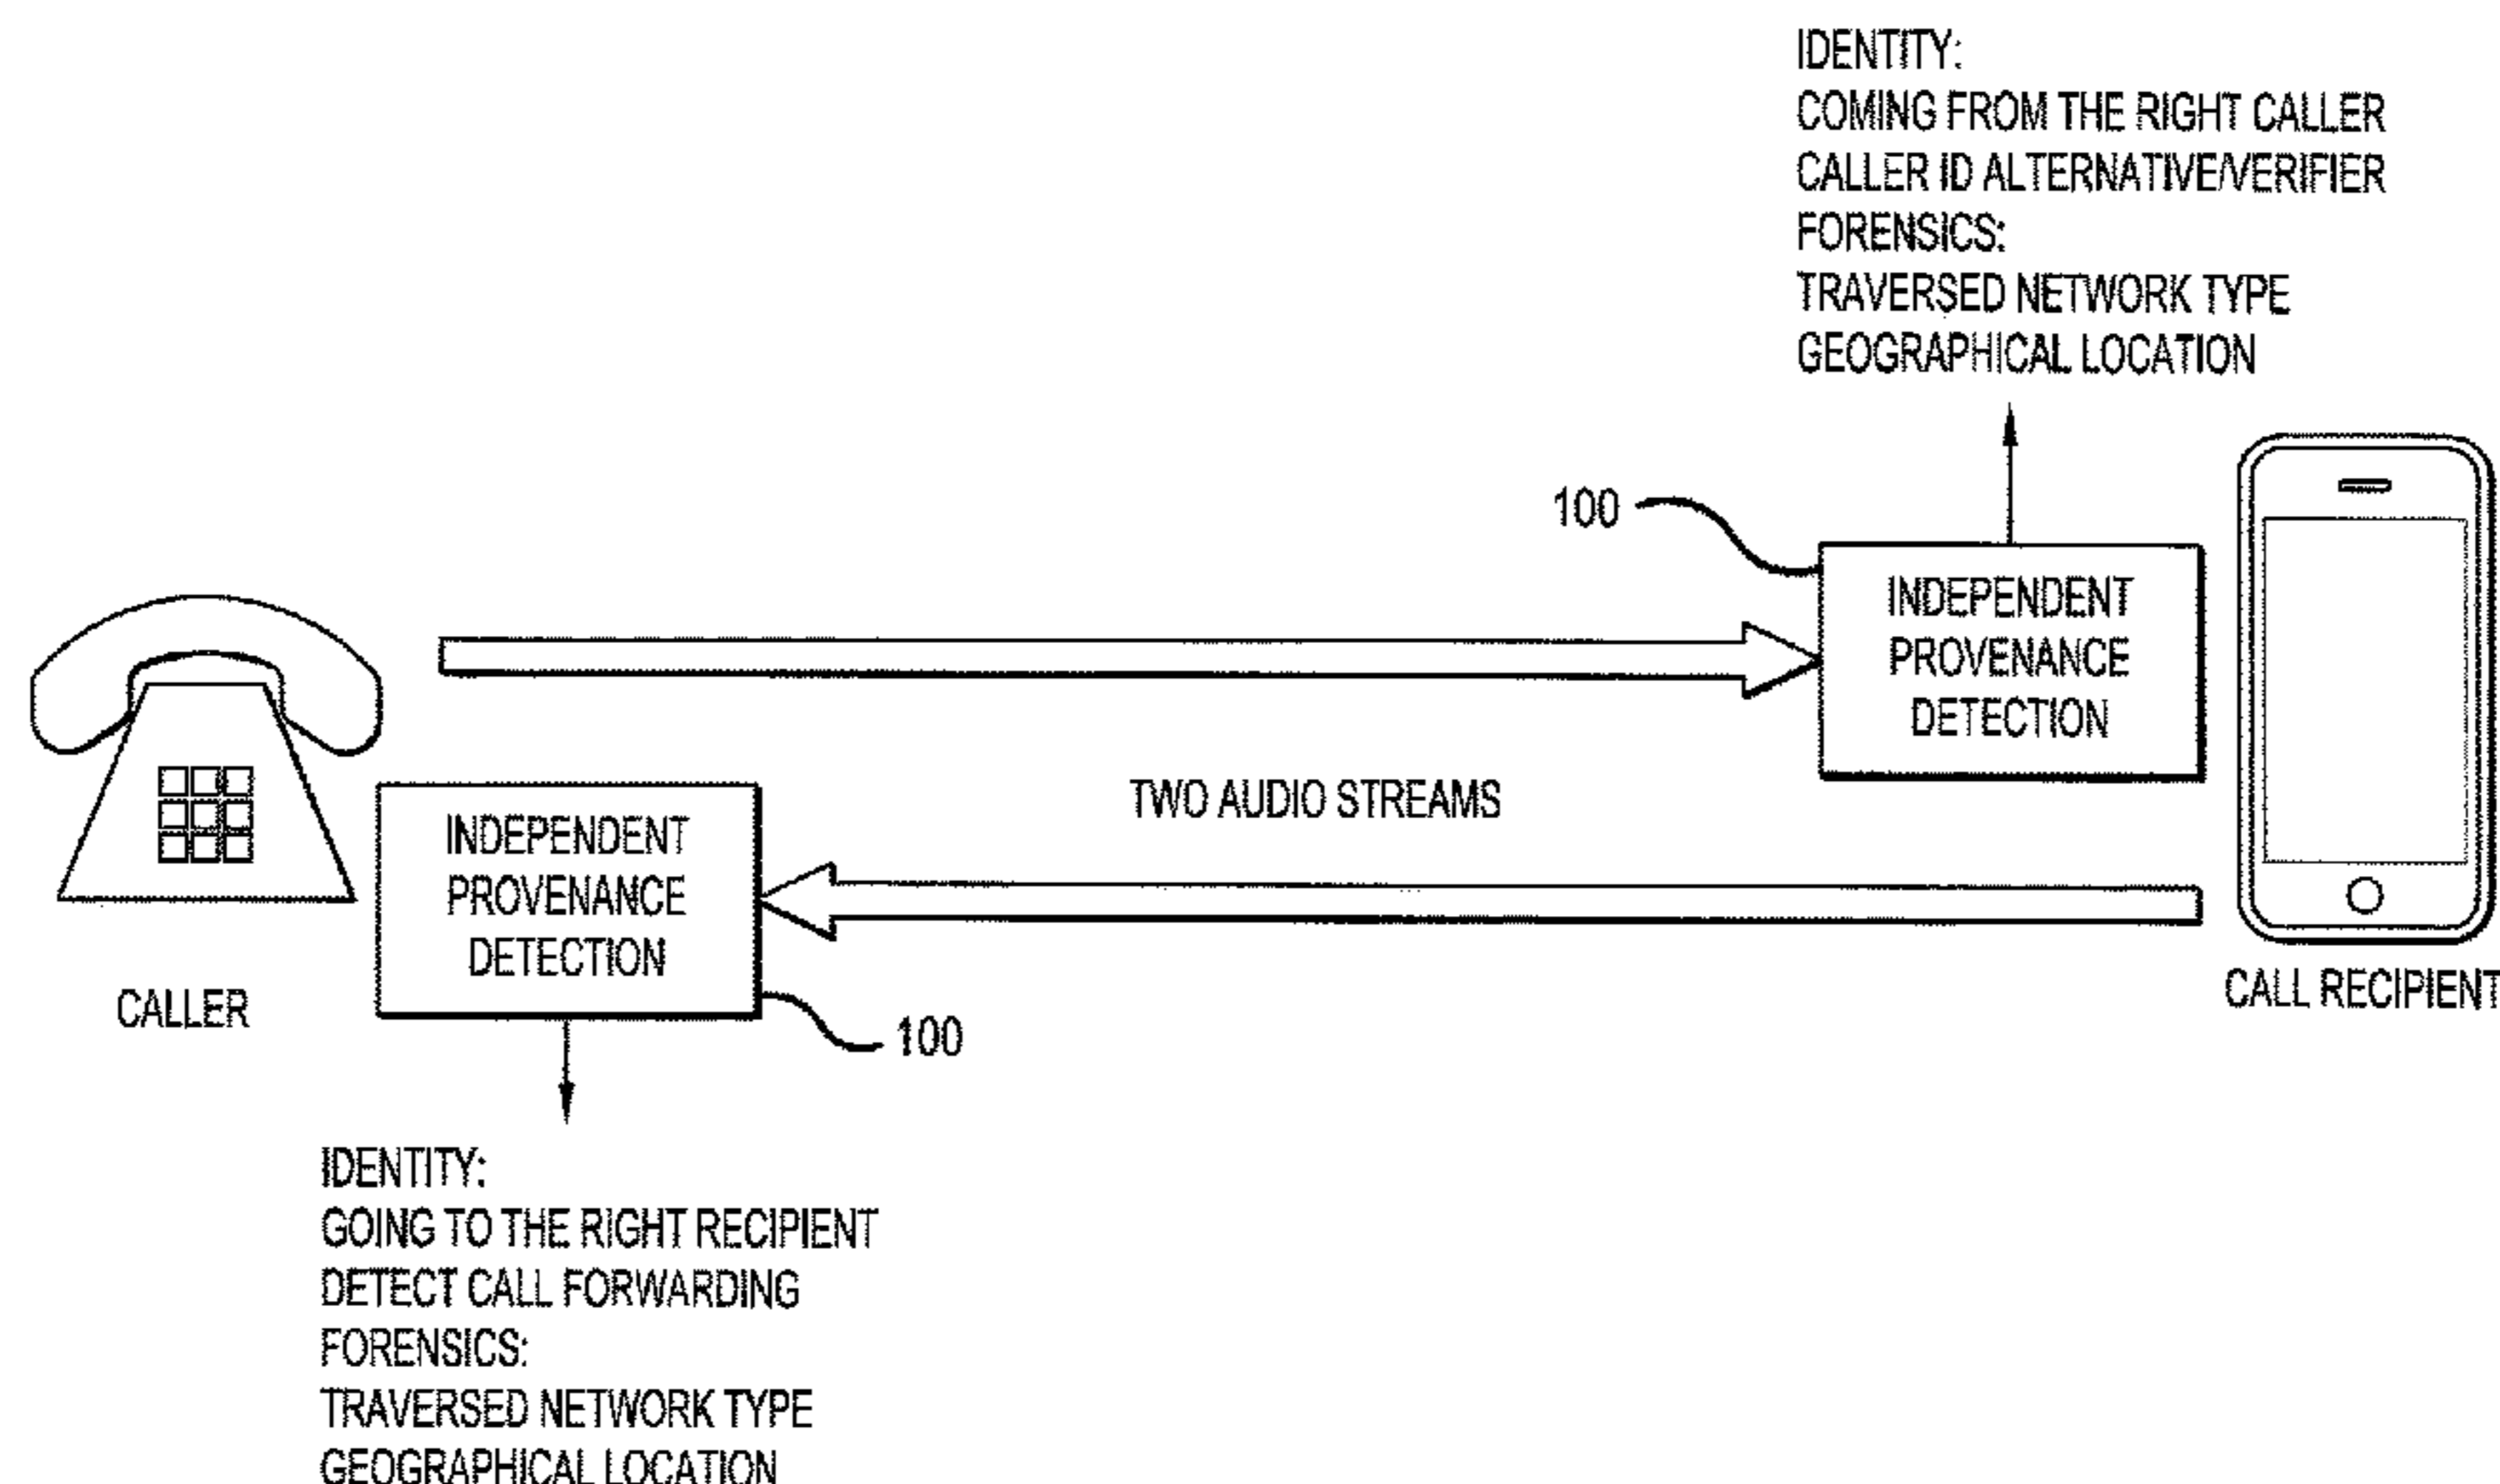 IDENTITY:
COMING FROM THE RIGHT CALLER
CALLER ID ALTERNATIVE/VERIFIER
FORENSICS:
TRAVERSED NETWORK TYPE
GEOGRAPHICAL LOCATION
100
INDEPENDENT
PROVENANCE
DETECTION
TWO AUDIO STREAMS
INDEPENDENT
PROVENANCE
DETECTION
CALLER
CALL RECIPIENT
100
IDENTITY:
GOING TO THE RIGHT RECIPIENT
DETECT CALL FORWARDING
FORENSICS:
TRAVERSED NETWORK TYPE
GEOGRAPHICAL LOCATION